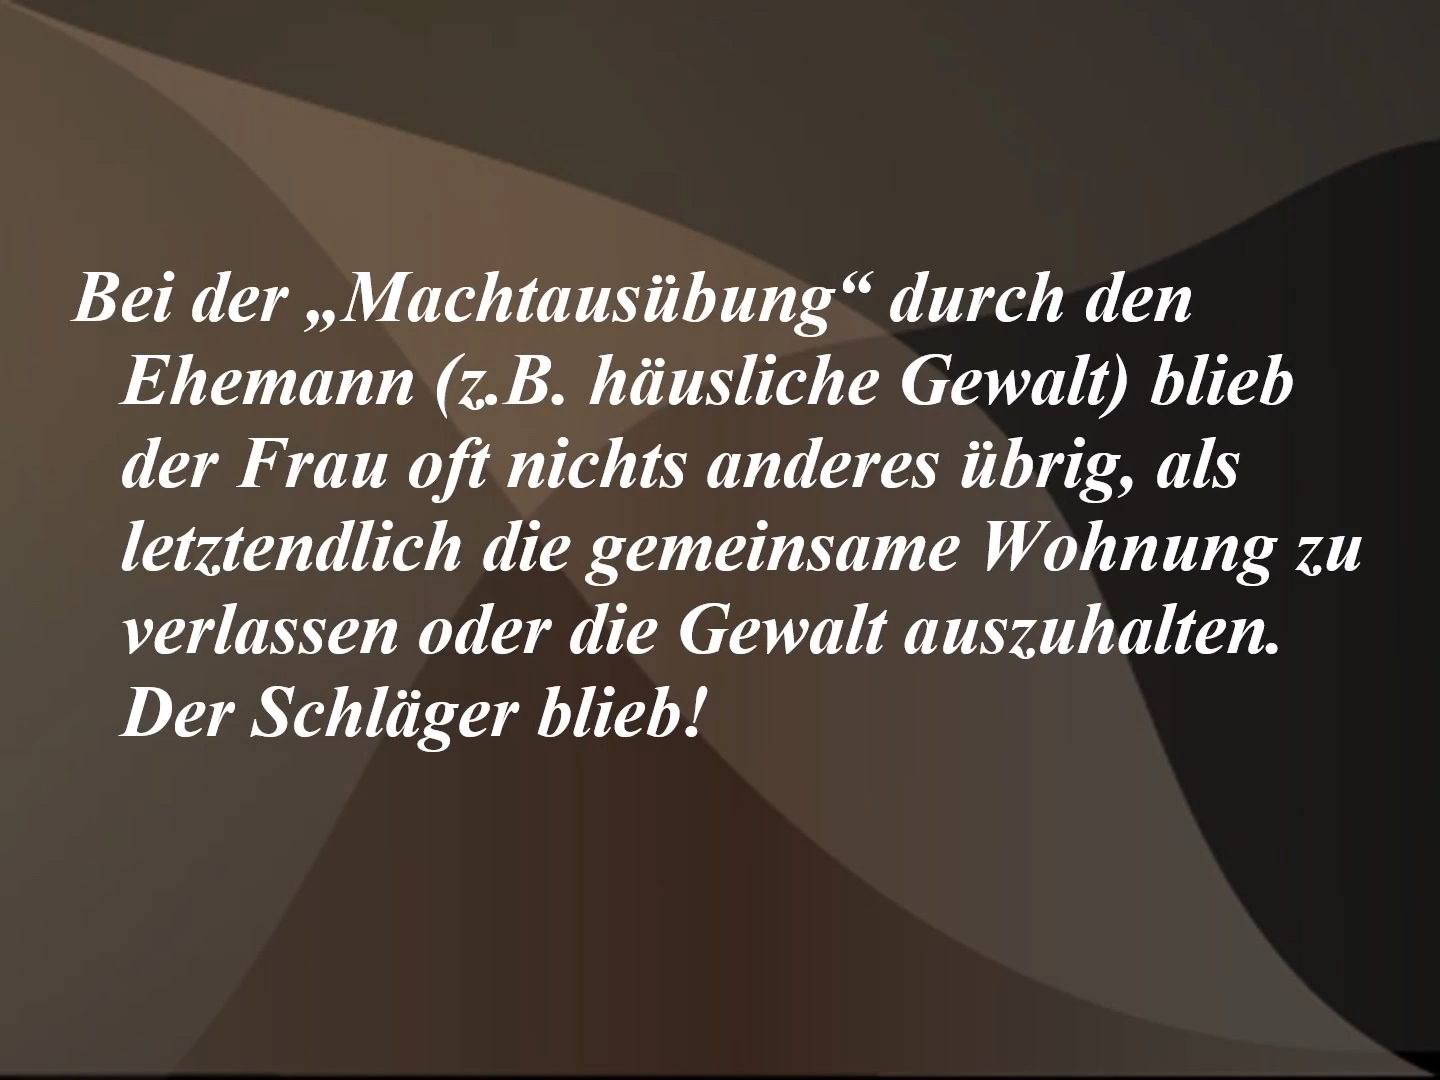 Bei der „Machtausübung“ durch den
Ehemann (z.B. häusliche Gewalt) blieb
der Frau oft nichts anderes übrig, als
letztendlich die gemeinsame Wohnung zu
verlassen oder die Gewalt auszuhalten.
Der Schläger blieb!